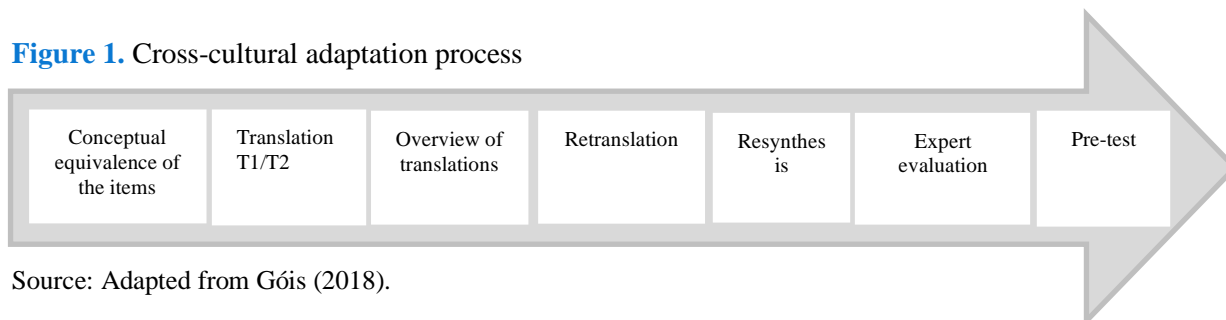 Figure 1. Cross-cultural adaptation process
Conceptual
equivalence of
the items
Translation
T1/T2
Overview of
translations
Retranslation
Resynthes
is
Expert
evaluation
Pre-test
Source: Adapted from Góis (2018).